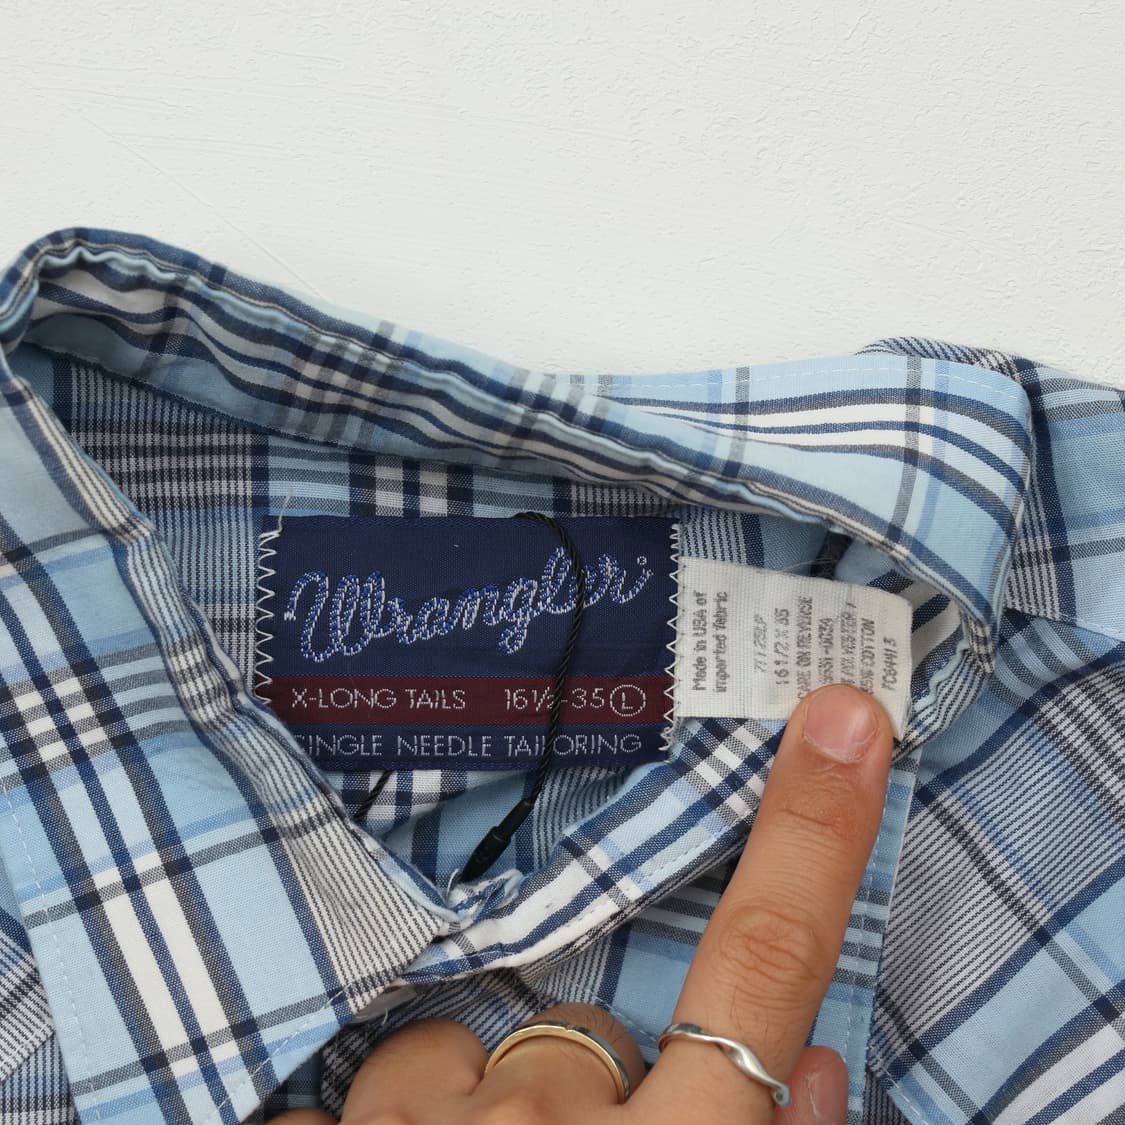 Wrangler®
X-LONG TAILS 16½-35 Ⓛ
SINGLE NEEDLE TAILORING
Made in USA of
imported fabric
16 1/2 X 35
CARE ON REVERSE
COTTON